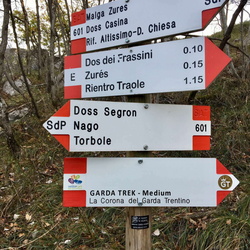 Malga Zures
601 Doss Casina
Rif. Altissimo-D. Chiesa
Dos dei Frassini 0.10
E Zurès 0.15
Rientro Traole 1.15
Doss Segron
SdP Nago 601
Torbole
GARDA TREK - Medium
La Corona del Garda Trentino
GT